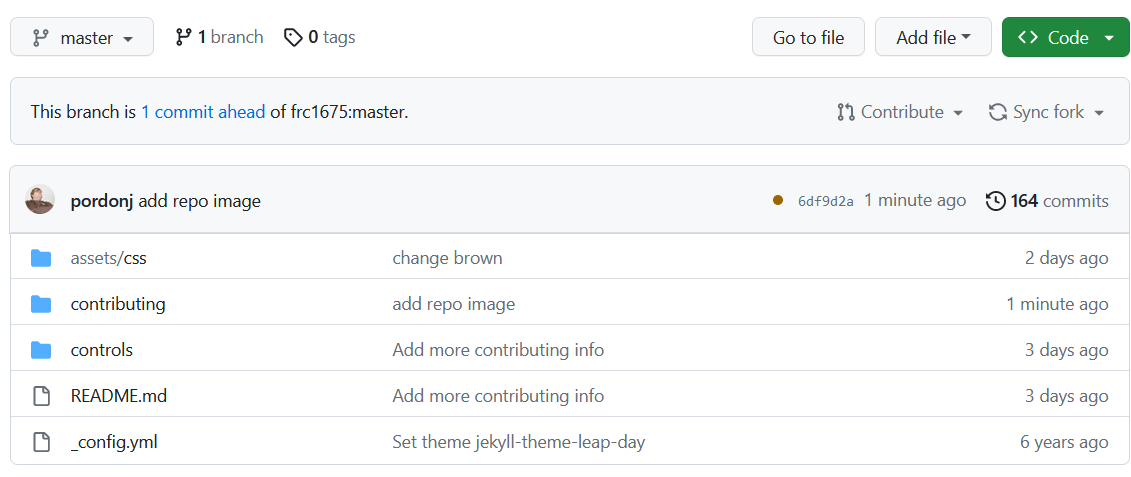 master 1 branch 0 tags Go to file Add file Code
This branch is 1 commit ahead of frc1675:master. Contribute Sync fork
pordonj add repo image 6df9d2a 1 minute ago 164 commits
assets/css change brown 2 days ago
contributing add repo image 1 minute ago
controls Add more contributing info 3 days ago
README.md Add more contributing info 3 days ago
_config.yml Set theme jekyll-theme-leap-day 6 years ago